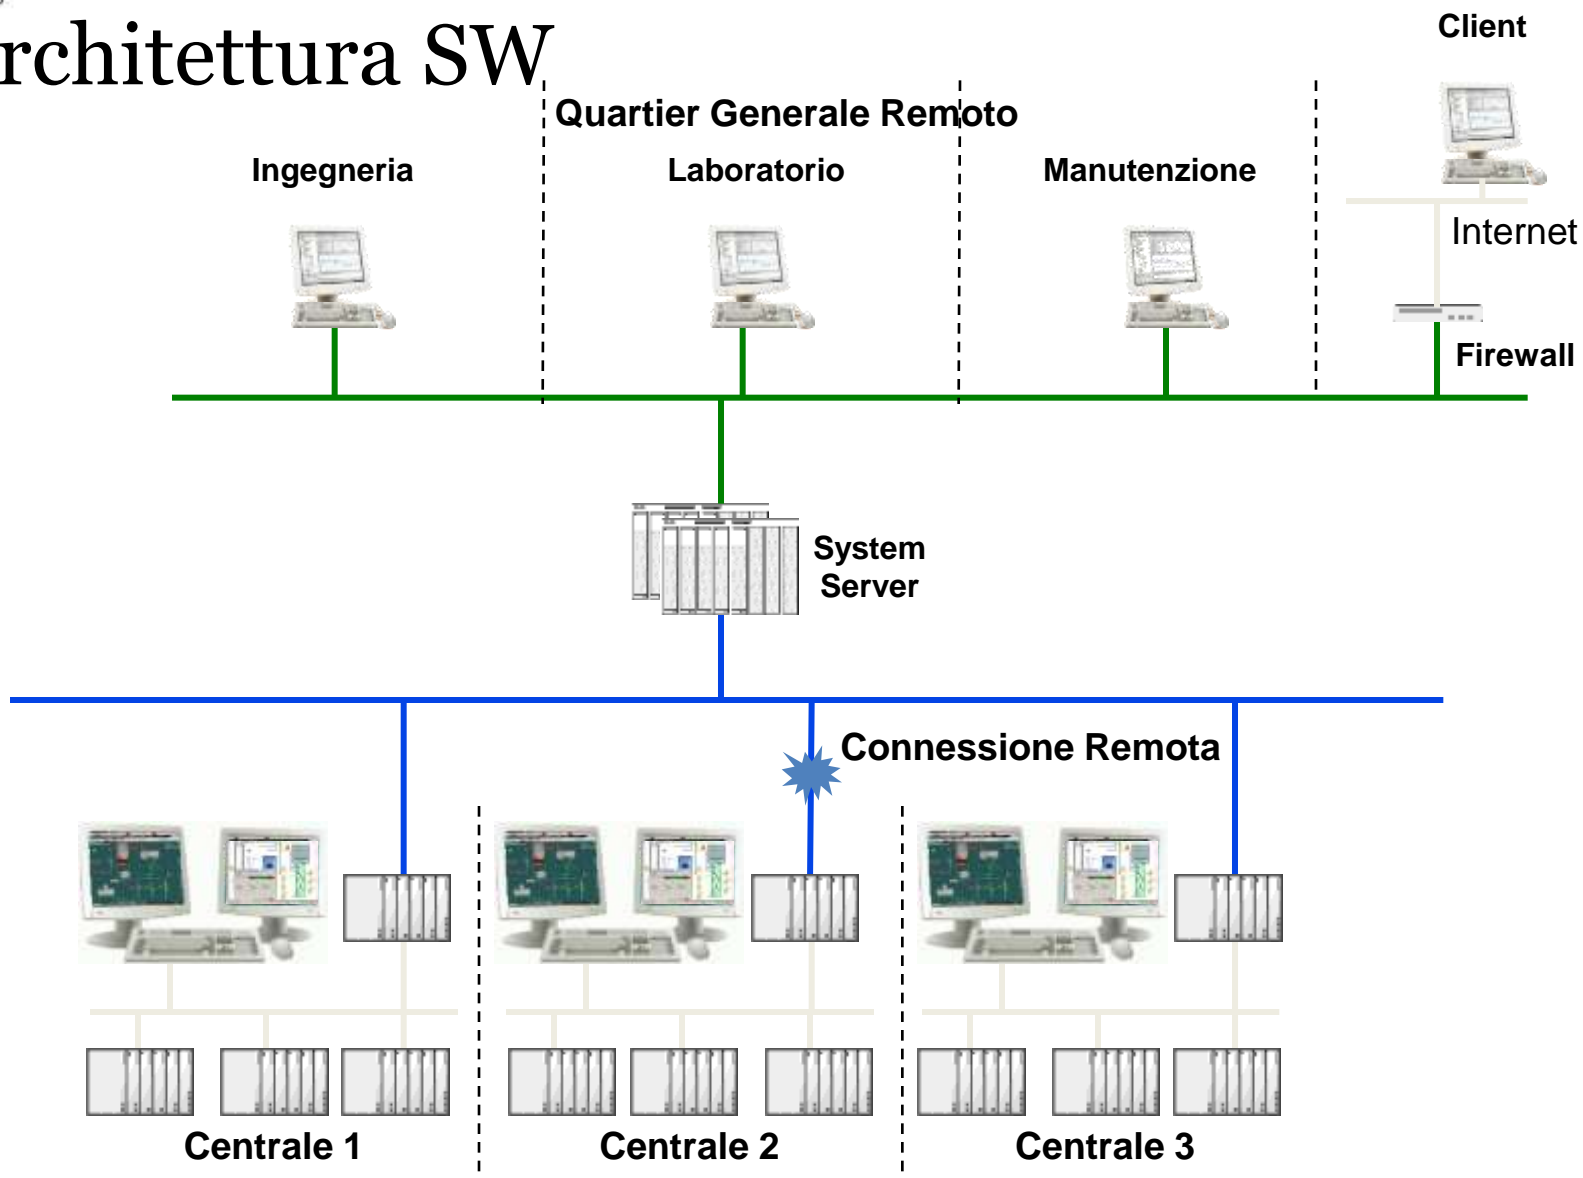 rchitettura SW
Client
Quartier Generale Remoto
Ingegneria
Laboratorio
Manutenzione
Internet
Firewall
System
Server
Connessione Remota
Centrale 1
Centrale 2
Centrale 3